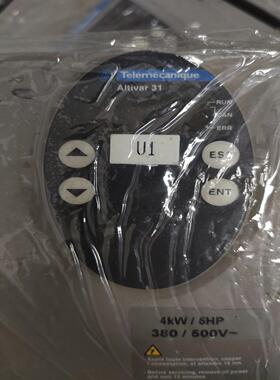 Telemecanique
Altivar 31
RUN
CAN
ERR
U1
ESC
ENT
4kW / 5HP
380 / 500V~